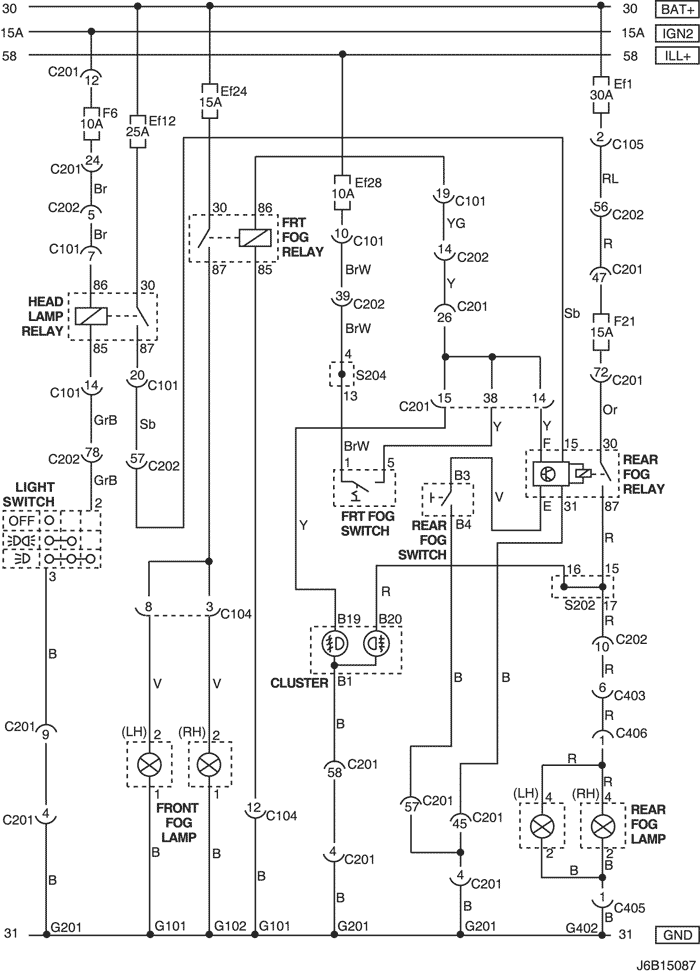 30 30 BAT+
15A 15A IGN2
58 58 ILL+
C201 12
Ef24
15A
Ef1
30A
F6
10A
Ef12
25A
2 C105
24
C201
Br
Ef28
10A
RL
C202 5
Br
30 86
FRT
FOG
RELAY
19 C101
YG
56 C202
R
C101 7
10 C101
BrW
14 C202
Y
47 C201
87 85
86 30
HEAD
LAMP
RELAY
39 C202
BrW
C201
26
Sb
F21
15A
85 87
4
S204
13
72 C201
Or
20 C101
14
C101
GrB
Sb
15 38 14
C201
Y Y
78
C202
GrB
57 C202
BrW
1 5
F 15 30
REAR
FOG
RELAY
LIGHT
SWITCH
2
B3
V
FRT FOG
SWITCH
E 31 87
OFF
B4
REAR
FOG
SWITCH
Y
R
3
16 15
R
S202 17
R
8 3 C104
B19 B20
C202
10
R
B
V V
CLUSTER
B1
B B
6 C403
R
C201
9
(LH) 2 (RH) 2
B
C406
1
58 C201
R R
1 1
FRONT
FOG
LAMP
57 C201
(LH) 4 (RH) 4
REAR
FOG
LAMP
4
C201
12 C104
45 C201
2 2
B B B
4 C201
B B
4 C201
B
B
B
B
1 C405
B
31 G201 G101 G102 G101 G201 G201 G402 31 GND
J6B15087